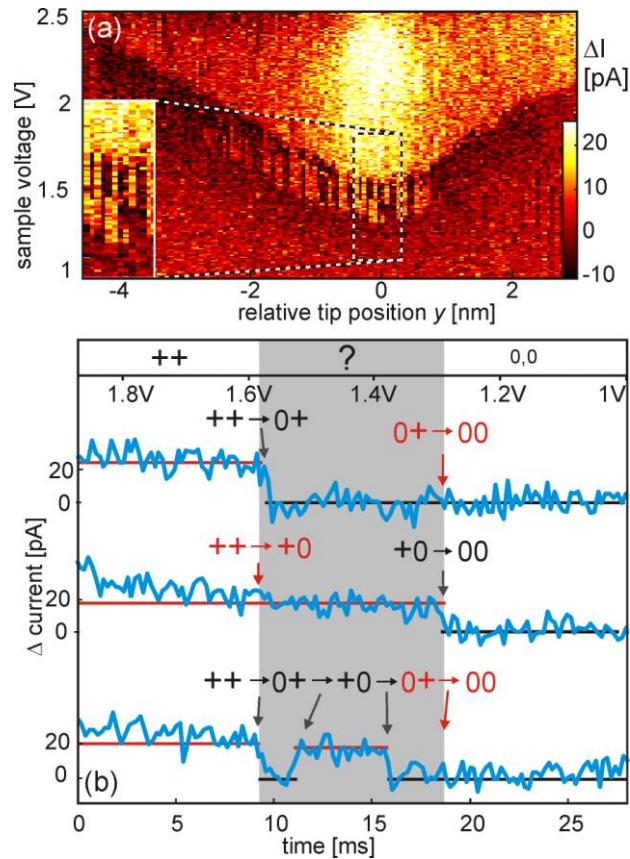 (a)
2.5
2
1.5
1
sample voltage [V]
ΔI
[pA]
20
10
0
-10
-4 -2 0 2
relative tip position y [nm]
++ ? 0,0
1.8V 1.6V 1.4V 1.2V 1V
++→0+ 0+→00
20
0
++→+0 +0→00
20
0
Δ current [pA]
++→0+→+0→0+→00
20
0
(b)
0 5 10 15 20 25
time [ms]